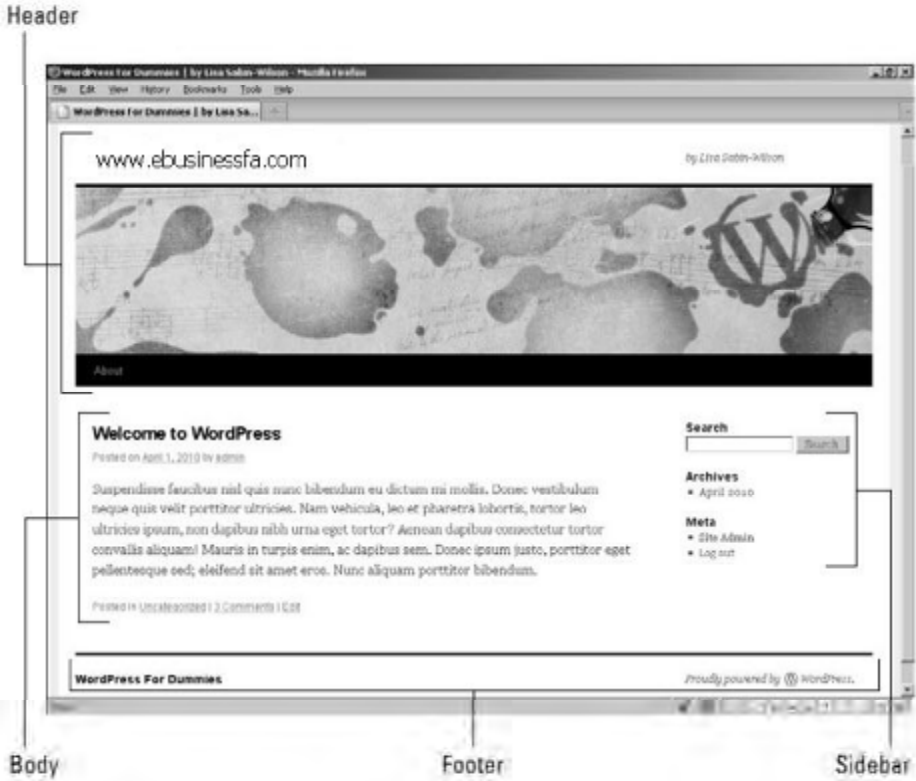 Header
WordPress For Dummies | by Lisa Sabin-Wilson - Mozilla Firefox
File Edit View History Bookmarks Tools Help
WordPress For Dummies | by Lisa Sa...
www.ebusinessfa.com
by Lisa Sabin-Wilson
W
About
Welcome to WordPress
Posted on April 1, 2010 by admin
Suspendisse faucibus nisl quis nunc bibendum eu dictum mi mollis. Donec vestibulum
neque quis velit porttitor ultricies. Nam vehicula, leo et pharetra lobortis, tortor leo
ultricies ipsum, non dapibus nibh urna eget tortor? Aenean dapibus consectetur tortor
convallis aliquam! Mauris in turpis enim, ac dapibus sem. Donec ipsum justo, porttitor eget
pellentesque sed; eleifend sit amet eros. Nunc aliquam porttitor bibendum.
Posted in Uncategorized | 3 Comments | Edit
Search
Search
Archives
April 2010
Meta
Site Admin
Log out
WordPress For Dummies
Proudly powered by WordPress.
Body
Footer
Sidebar